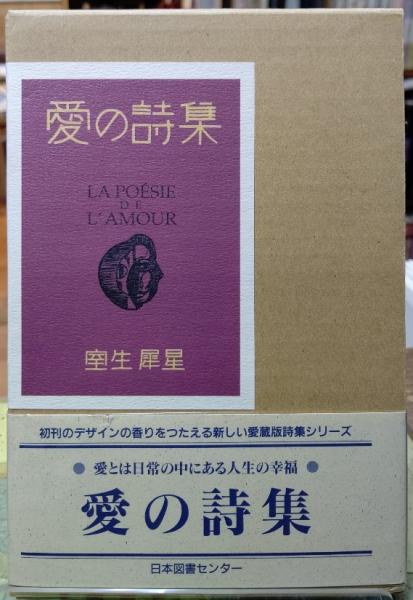 愛の詩集
LA POÉSIE
DE
L'AMOUR
室生犀星
初刊のデザインの香りをつたえる新しい愛蔵版詩集シリーズ
● 愛とは日常の中にある人生の幸福 ●
愛の詩集
日本図書センター